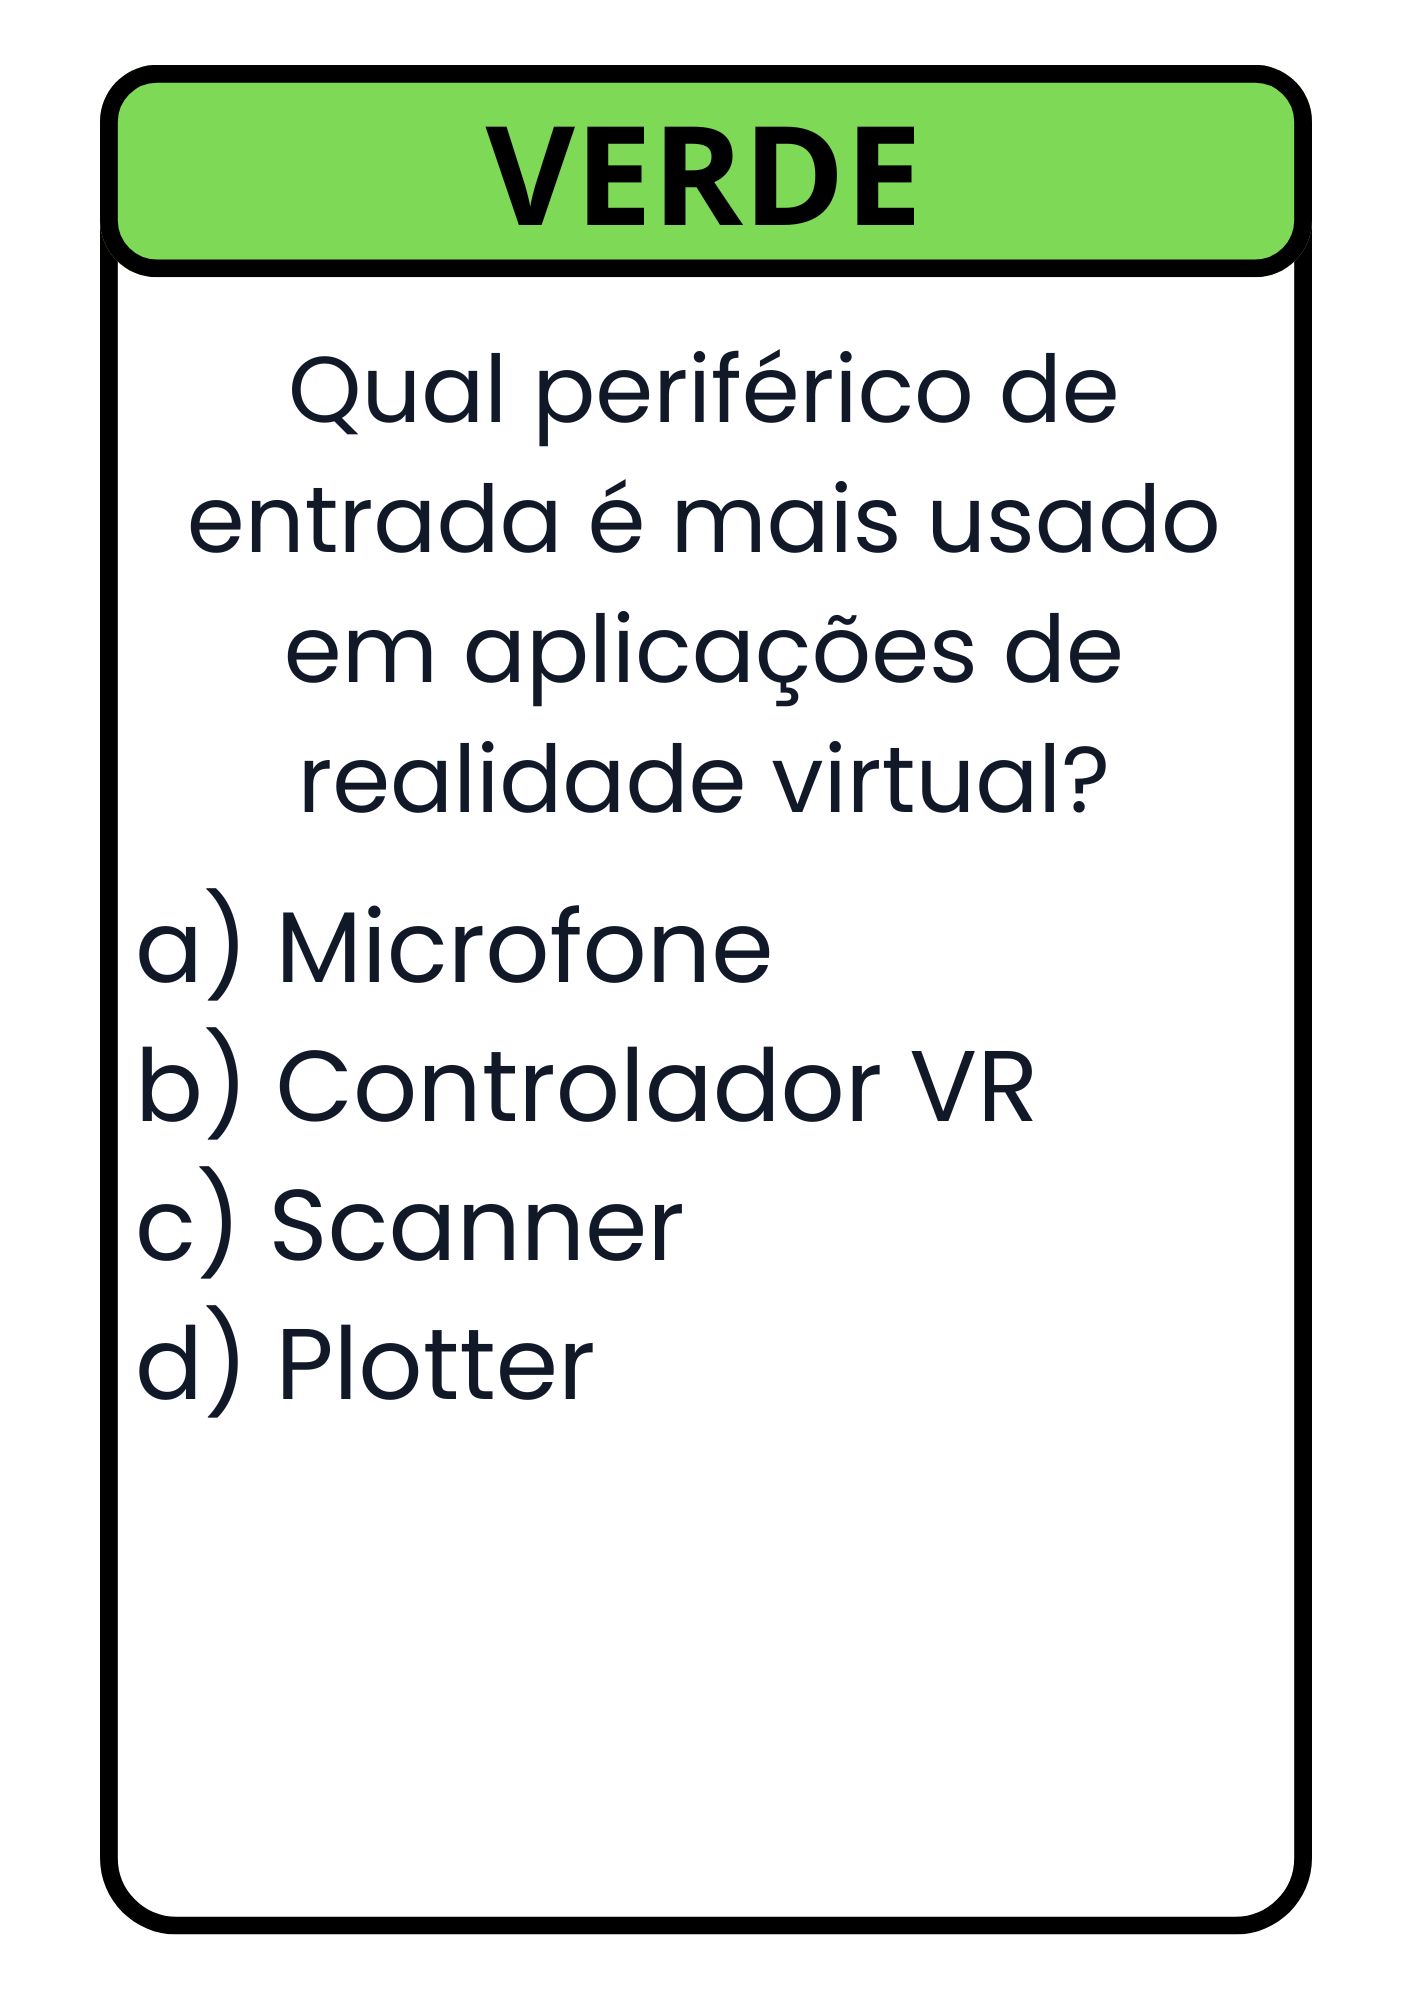 VERDE
Qual periférico de
entrada é mais usado
em aplicações de
realidade virtual?
a) Microfone
b) Controlador VR
c) Scanner
d) Plotter